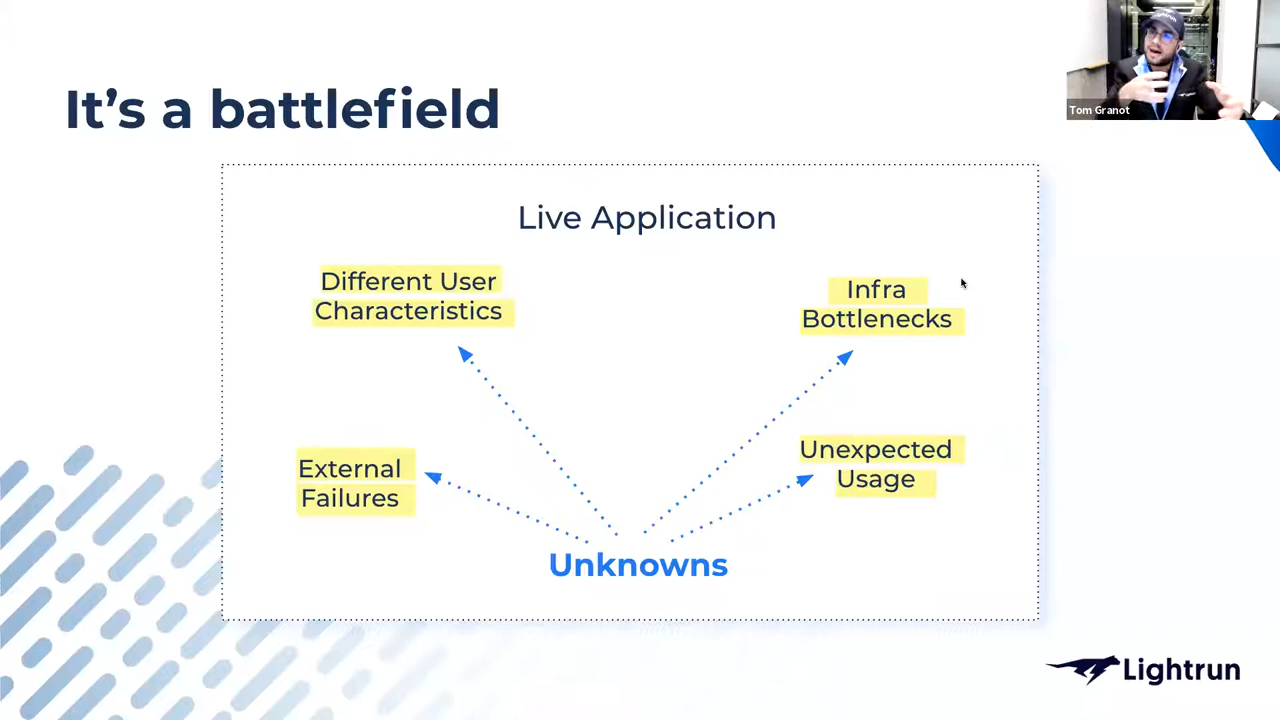 It's a battlefield
Tom Granot
Live Application
Different User
Characteristics
Infra
Bottlenecks
External
Failures
Unexpected
Usage
Unknowns
Lightrun